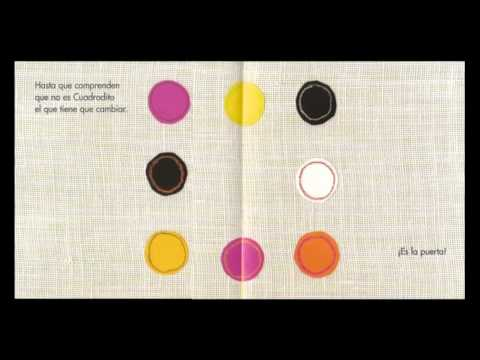 Hasta que comprenden
que no es Cuadradito
el que tiene que cambiar.
¡Es la puerta!